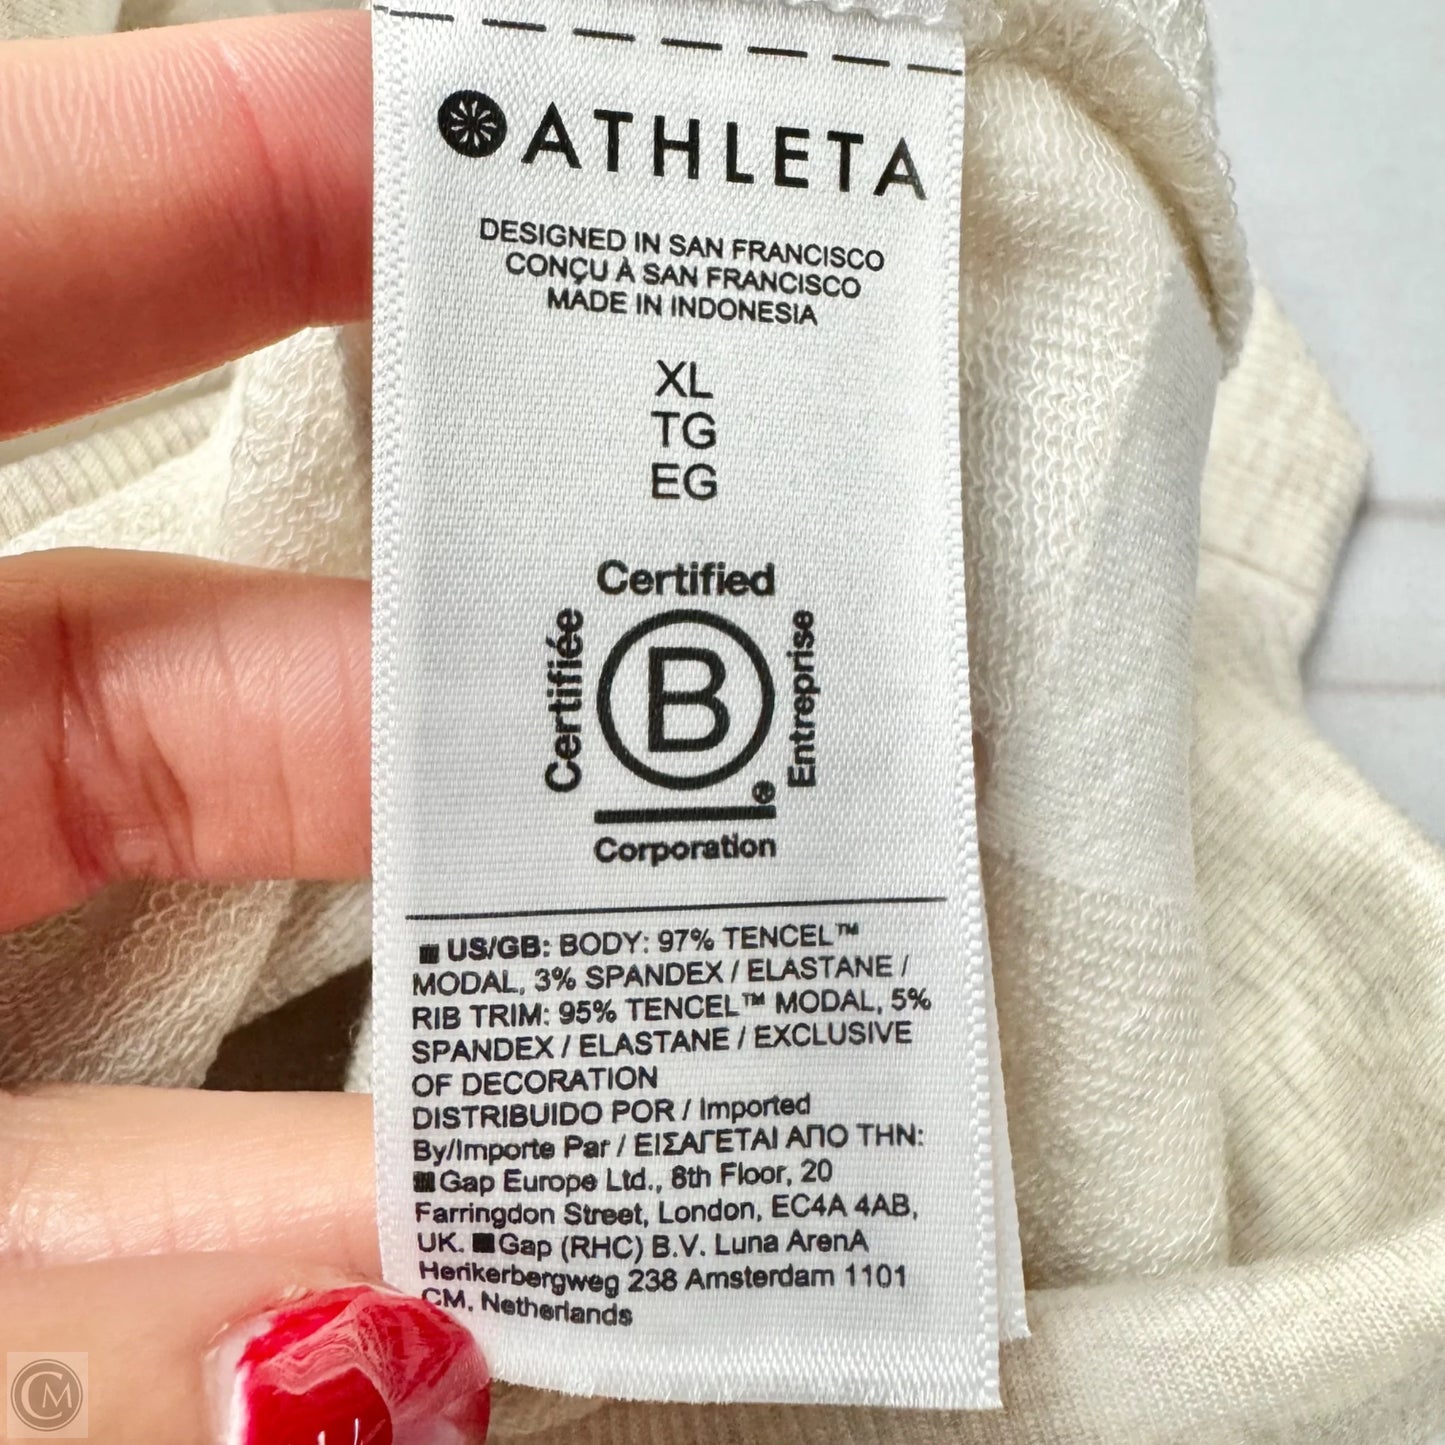 ATHLETA
DESIGNED IN SAN FRANCISCO
CONÇU À SAN FRANCISCO
MADE IN INDONESIA
XL
TG
EG
Certified
Certifiée
B
Entreprise
®
Corporation
US/GB: BODY: 97% TENCEL™
MODAL, 3% SPANDEX / ELASTANE /
RIB TRIM: 95% TENCEL™ MODAL, 5%
SPANDEX / ELASTANE / EXCLUSIVE
OF DECORATION
DISTRIBUIDO POR / Imported
By/Importe Par / ΕΙΣΑΓΕΤΑΙ ΑΠΟ ΤΗΝ:
Gap Europe Ltd., 8th Floor, 20
Farringdon Street, London, EC4A 4AB,
UK. Gap (RHC) B.V. Luna ArenA
Herikerbergweg 238 Amsterdam 1101
CM, Netherlands
CM